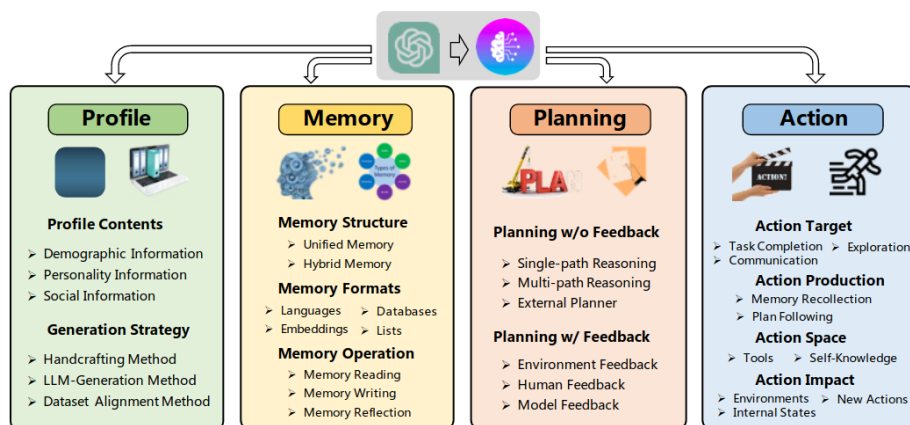 Profile
Profile Contents
Demographic Information
Personality Information
Social Information
Generation Strategy
Handcrafting Method
LLM-Generation Method
Dataset Alignment Method
Memory
Types of
Memory
Memory Structure
Unified Memory
Hybrid Memory
Memory Formats
Languages
Databases
Embeddings
Lists
Memory Operation
Memory Reading
Memory Writing
Memory Reflection
Planning
PLA
Planning w/o Feedback
Single-path Reasoning
Multi-path Reasoning
External Planner
Planning w/ Feedback
Environment Feedback
Human Feedback
Model Feedback
Action
ACTION!
Action Target
Task Completion
Exploration
Communication
Action Production
Memory Recollection
Plan Following
Action Space
Tools
Self-Knowledge
Action Impact
Environments
New Actions
Internal States